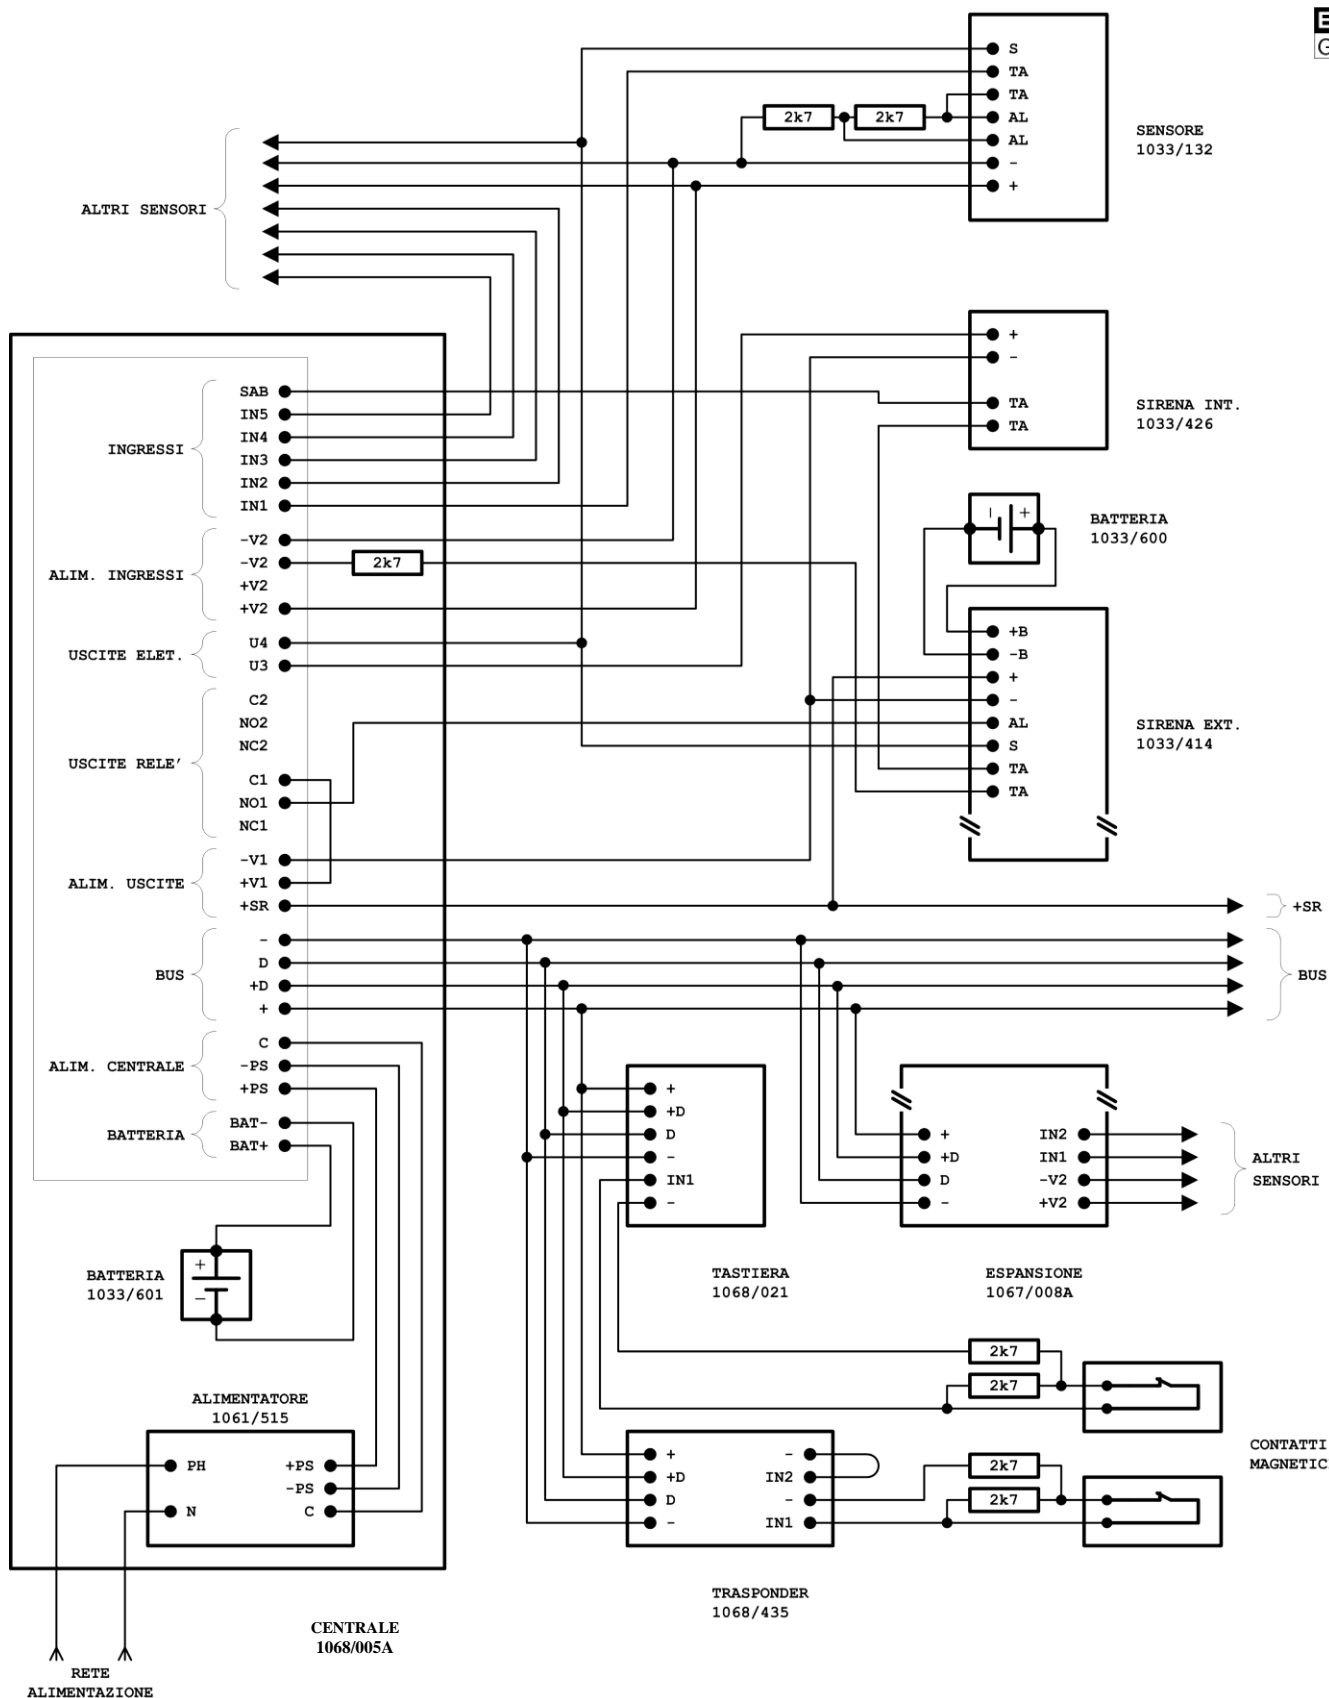 E
G
S
TA
TA
2k7 2k7 AL
AL
-
+
SENSORE
1033/132
ALTRI SENSORI
+
-
TA
TA
SIRENA INT.
1033/426
INGRESSI
SAB
IN5
IN4
IN3
IN2
IN1
ALIM. INGRESSI
-V2
-V2 2k7
+V2
+V2
- +
BATTERIA
1033/600
USCITE ELET.
U4
U3
+B
-B
+
-
AL
S
TA
TA
SIRENA EXT.
1033/414
USCITE RELE'
C2
NO2
NC2
C1
NO1
NC1
ALIM. USCITE
-V1
+V1
+SR
+SR
BUS
-
D
+D
+
BUS
ALIM. CENTRALE
C
-PS
+PS
BATTERIA
BAT-
BAT+
+
+D
D
-
IN1
-
TASTIERA
1068/021
+ IN2
+D IN1
D -V2
- +V2
ALTRI
SENSORI
ESPANSIONE
1067/008A
BATTERIA
1033/601
+
-
2k7
2k7
ALIMENTATORE
1061/515
PH +PS
-PS
N C
+ -
+D IN2
D -
- IN1
2k7
2k7
CONTATTI
MAGNETIC
TRASPONDER
1068/435
CENTRALE
1068/005A
RETE
ALIMENTAZIONE